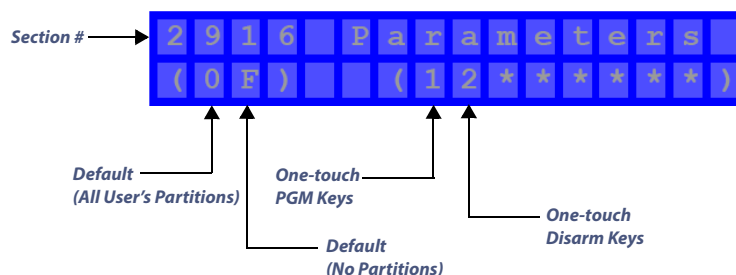 Section #
2916 Parameters
(0F)  (12******)
Default
(All User's Partitions)
One-touch
PGM Keys
One-touch
Disarm Keys
Default
(No Partitions)